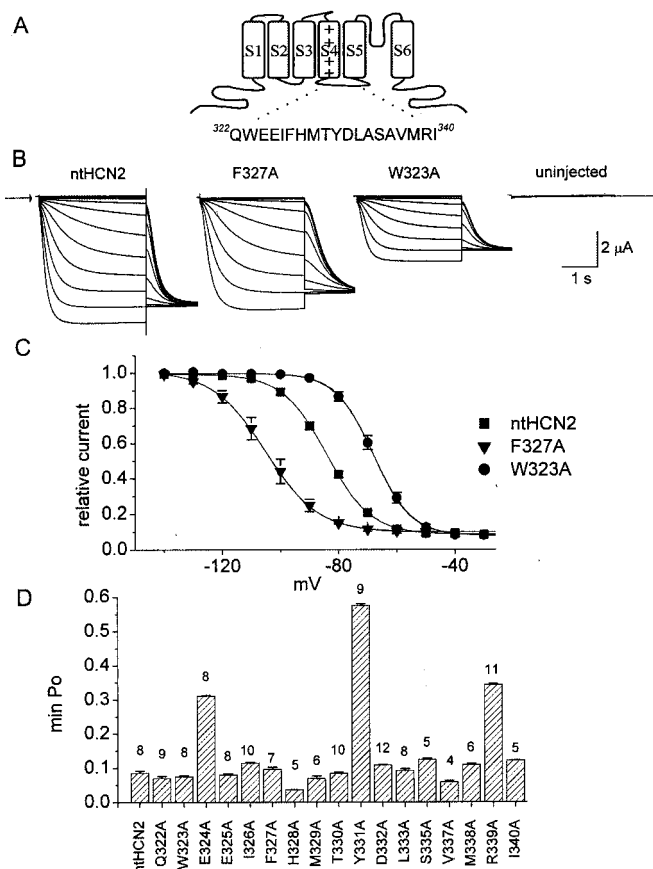 A
S1 S2 S3 S4 S5 S6
+
+
+
+
322QWEEIFHMTYDLASAVMRI340
B
ntHCN2 F327A W323A uninjected
2 μA
1 s
C
relative current
1.0
0.8
0.6
0.4
0.2
0.0
-120 -80 -40
mV
ntHCN2
F327A
W323A
D
min Po
0.6
0.5
0.4
0.3
0.2
0.1
0.0
8 9 8 8 8 10 7 5 6 10 9 12 8 5 4 6 11 5
ntHCN2 Q322A W323A E324A E325A I326A F327A H328A M329A T330A Y331A D332A L333A S335A V337A M338A R339A I340A